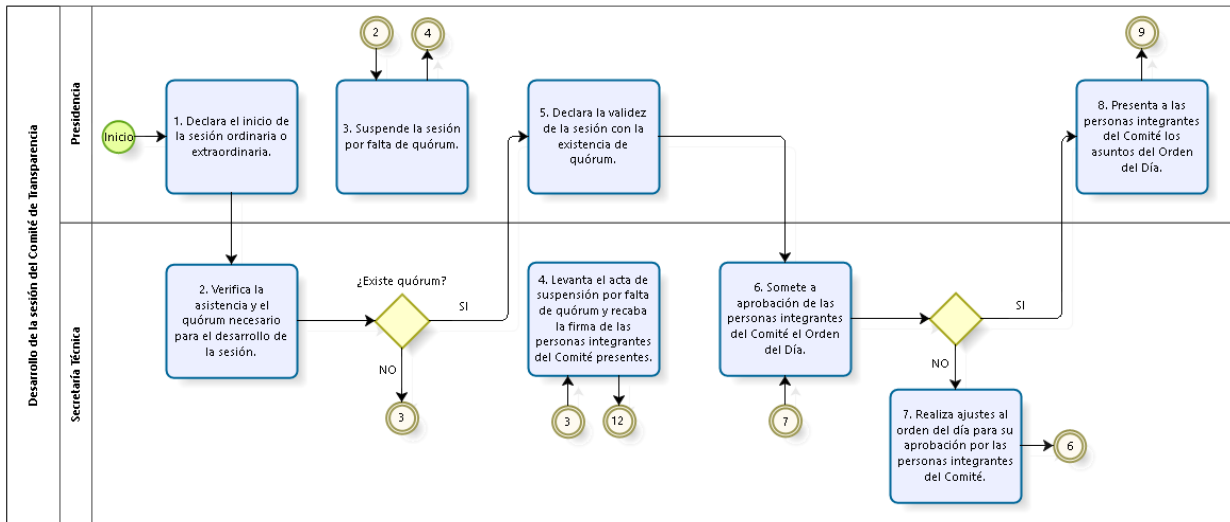 Desarrollo de la sesión del Comité de Transparencia
Presidencia
Inicio
1. Declara el inicio de
la sesión ordinaria o
extraordinaria.
2
4
3. Suspende la sesión
por falta de quórum.
5. Declara la validez
de la sesión con la
existencia de
quórum.
9
8. Presenta a las
personas integrantes
del Comité los
asuntos del Orden
del Día.
Secretaría Técnica
2. Verifica la
asistencia y el
quórum necesario
para el desarrollo de
la sesión.
¿Existe quórum?
SI
NO
3
4. Levanta el acta de
suspensión por falta
de quórum y recaba
la firma de las
personas integrantes
del Comité presentes.
3
12
6. Somete a
aprobación de las
personas integrantes
del Comité el Orden
del Día.
7
SI
NO
7. Realiza ajustes al
orden del día para su
aprobación por las
personas integrantes
del Comité.
6